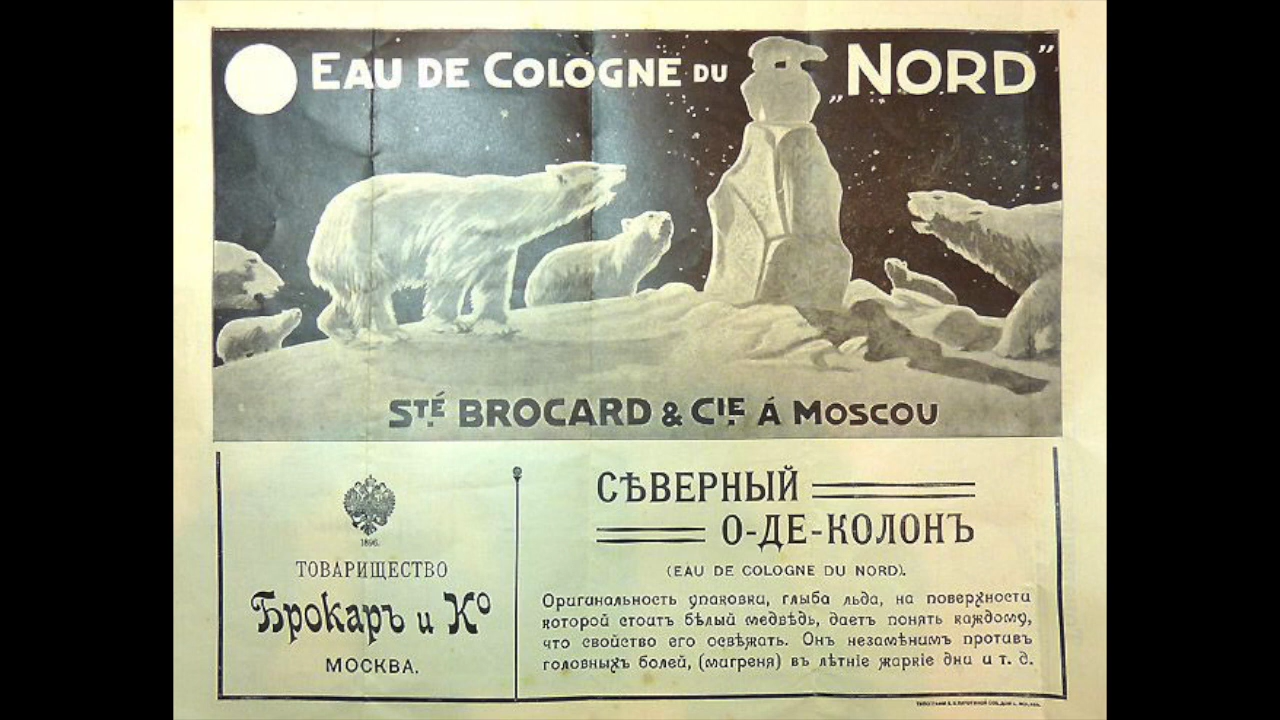 EAU DE COLOGNE DU „NORD”
STÉ BROCARD & CIE Á MOSCOU
1896.
ТОВАРИЩЕСТВО
Брокаръ и Кº
МОСКВА.
СѢВЕРНЫЙ
О-ДЕ-КОЛОНЪ
(EAU DE COLOGNE DU NORD).
Оригинальность упаковки, глыба льда, на поверхности
которой стоитъ бѣлый медвѣдь, даетъ понять каждому,
что свойство его освѣжать. Онъ незамѣнимъ противъ
головныхъ болей, (мигреня) въ лѣтніе жаркіе дни и т. д.